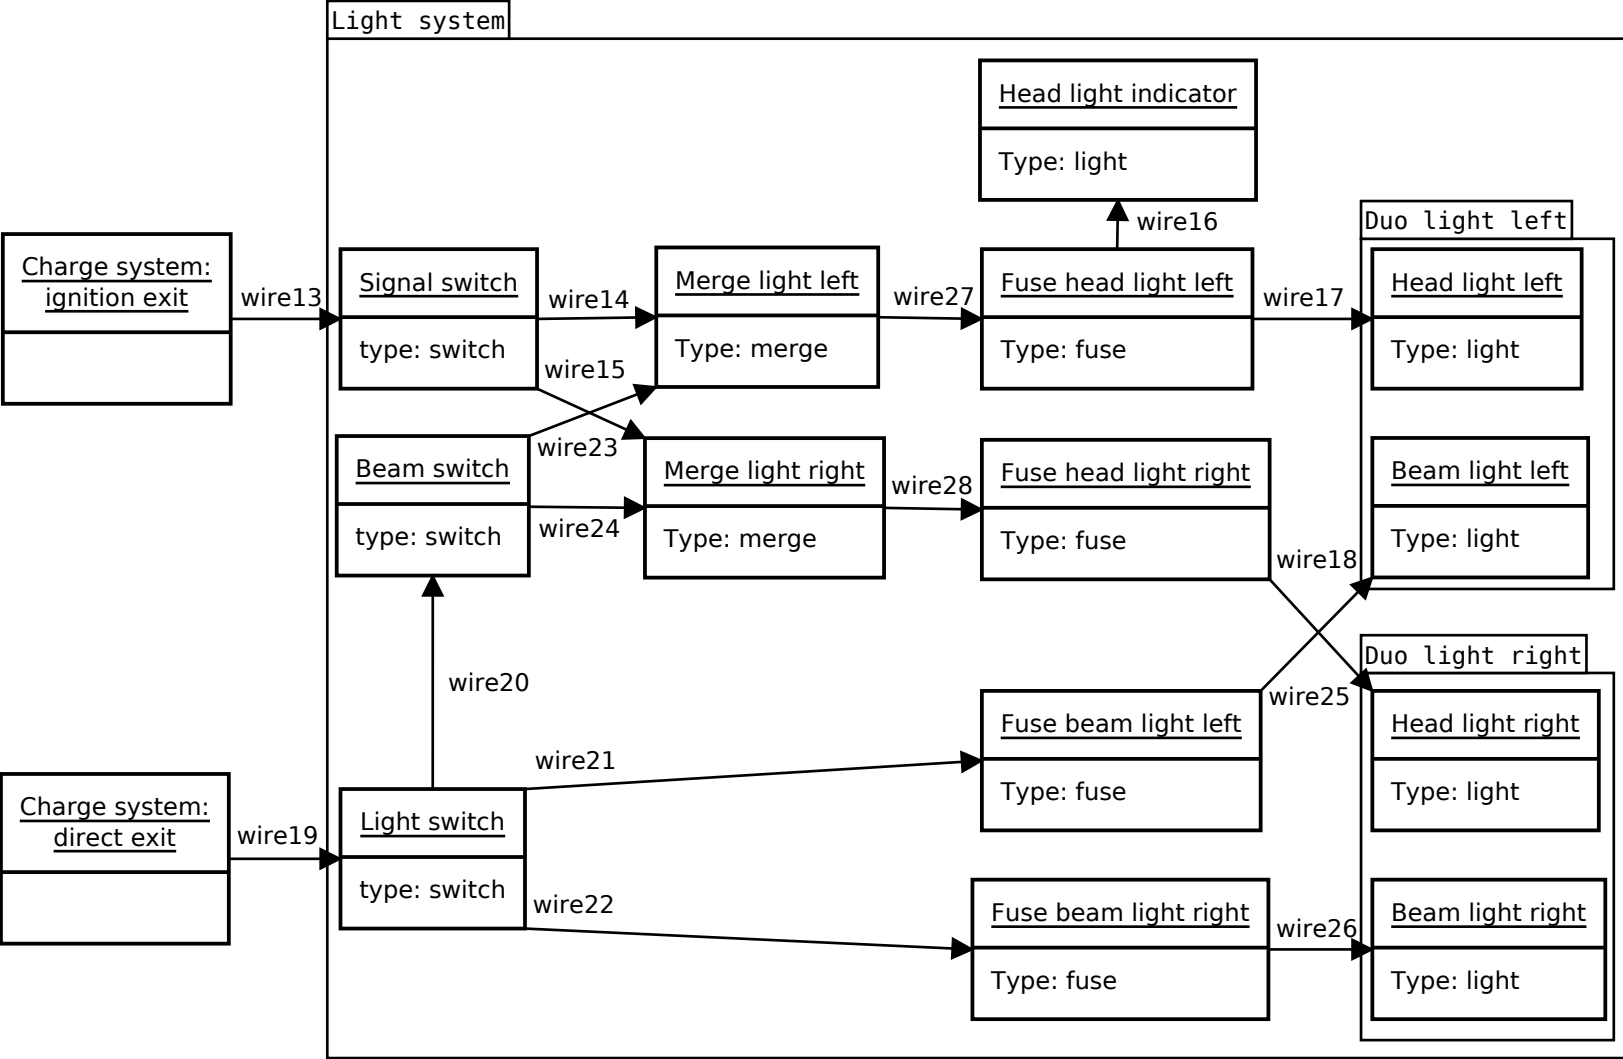 Light system
Head light indicator
Type: light
wire16
Duo light left
Charge system:
ignition exit
wire13
Signal switch
type: switch
wire14
wire15
Merge light left
Type: merge
wire27
Fuse head light left
Type: fuse
wire17
Head light left
Type: light
Beam switch
type: switch
wire23
wire24
Merge light right
Type: merge
wire28
Fuse head light right
Type: fuse
wire18
Beam light left
Type: light
wire20
Duo light right
wire21
Fuse beam light left
Type: fuse
wire25
Head light right
Type: light
Charge system:
direct exit
wire19
Light switch
type: switch
wire22
Fuse beam light right
Type: fuse
wire26
Beam light right
Type: light